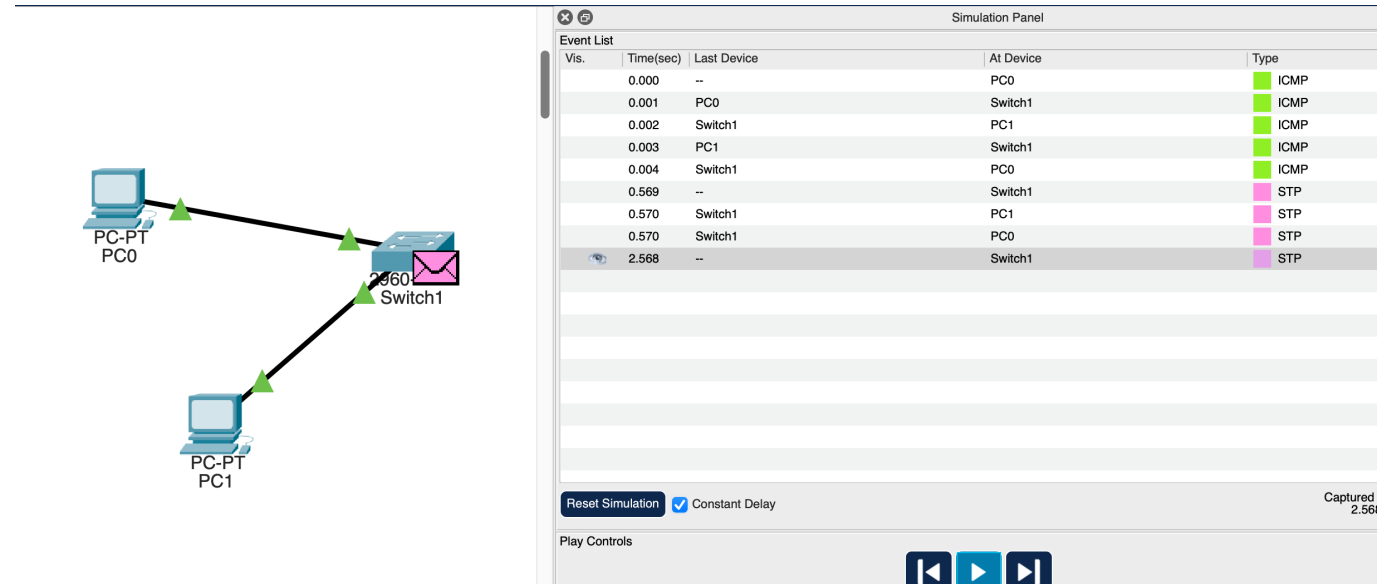 Simulation Panel
Event List
Vis. Time(sec) Last Device At Device Type
0.000 -- PC0 ICMP
0.001 PC0 Switch1 ICMP
0.002 Switch1 PC1 ICMP
0.003 PC1 Switch1 ICMP
0.004 Switch1 PC0 ICMP
0.569 -- Switch1 STP
0.570 Switch1 PC1 STP
0.570 Switch1 PC0 STP
2.568 -- Switch1 STP
PC-PT
PC0
2960-
Switch1
PC-PT
PC1
Reset Simulation Constant Delay Captured
2.568
Play Controls